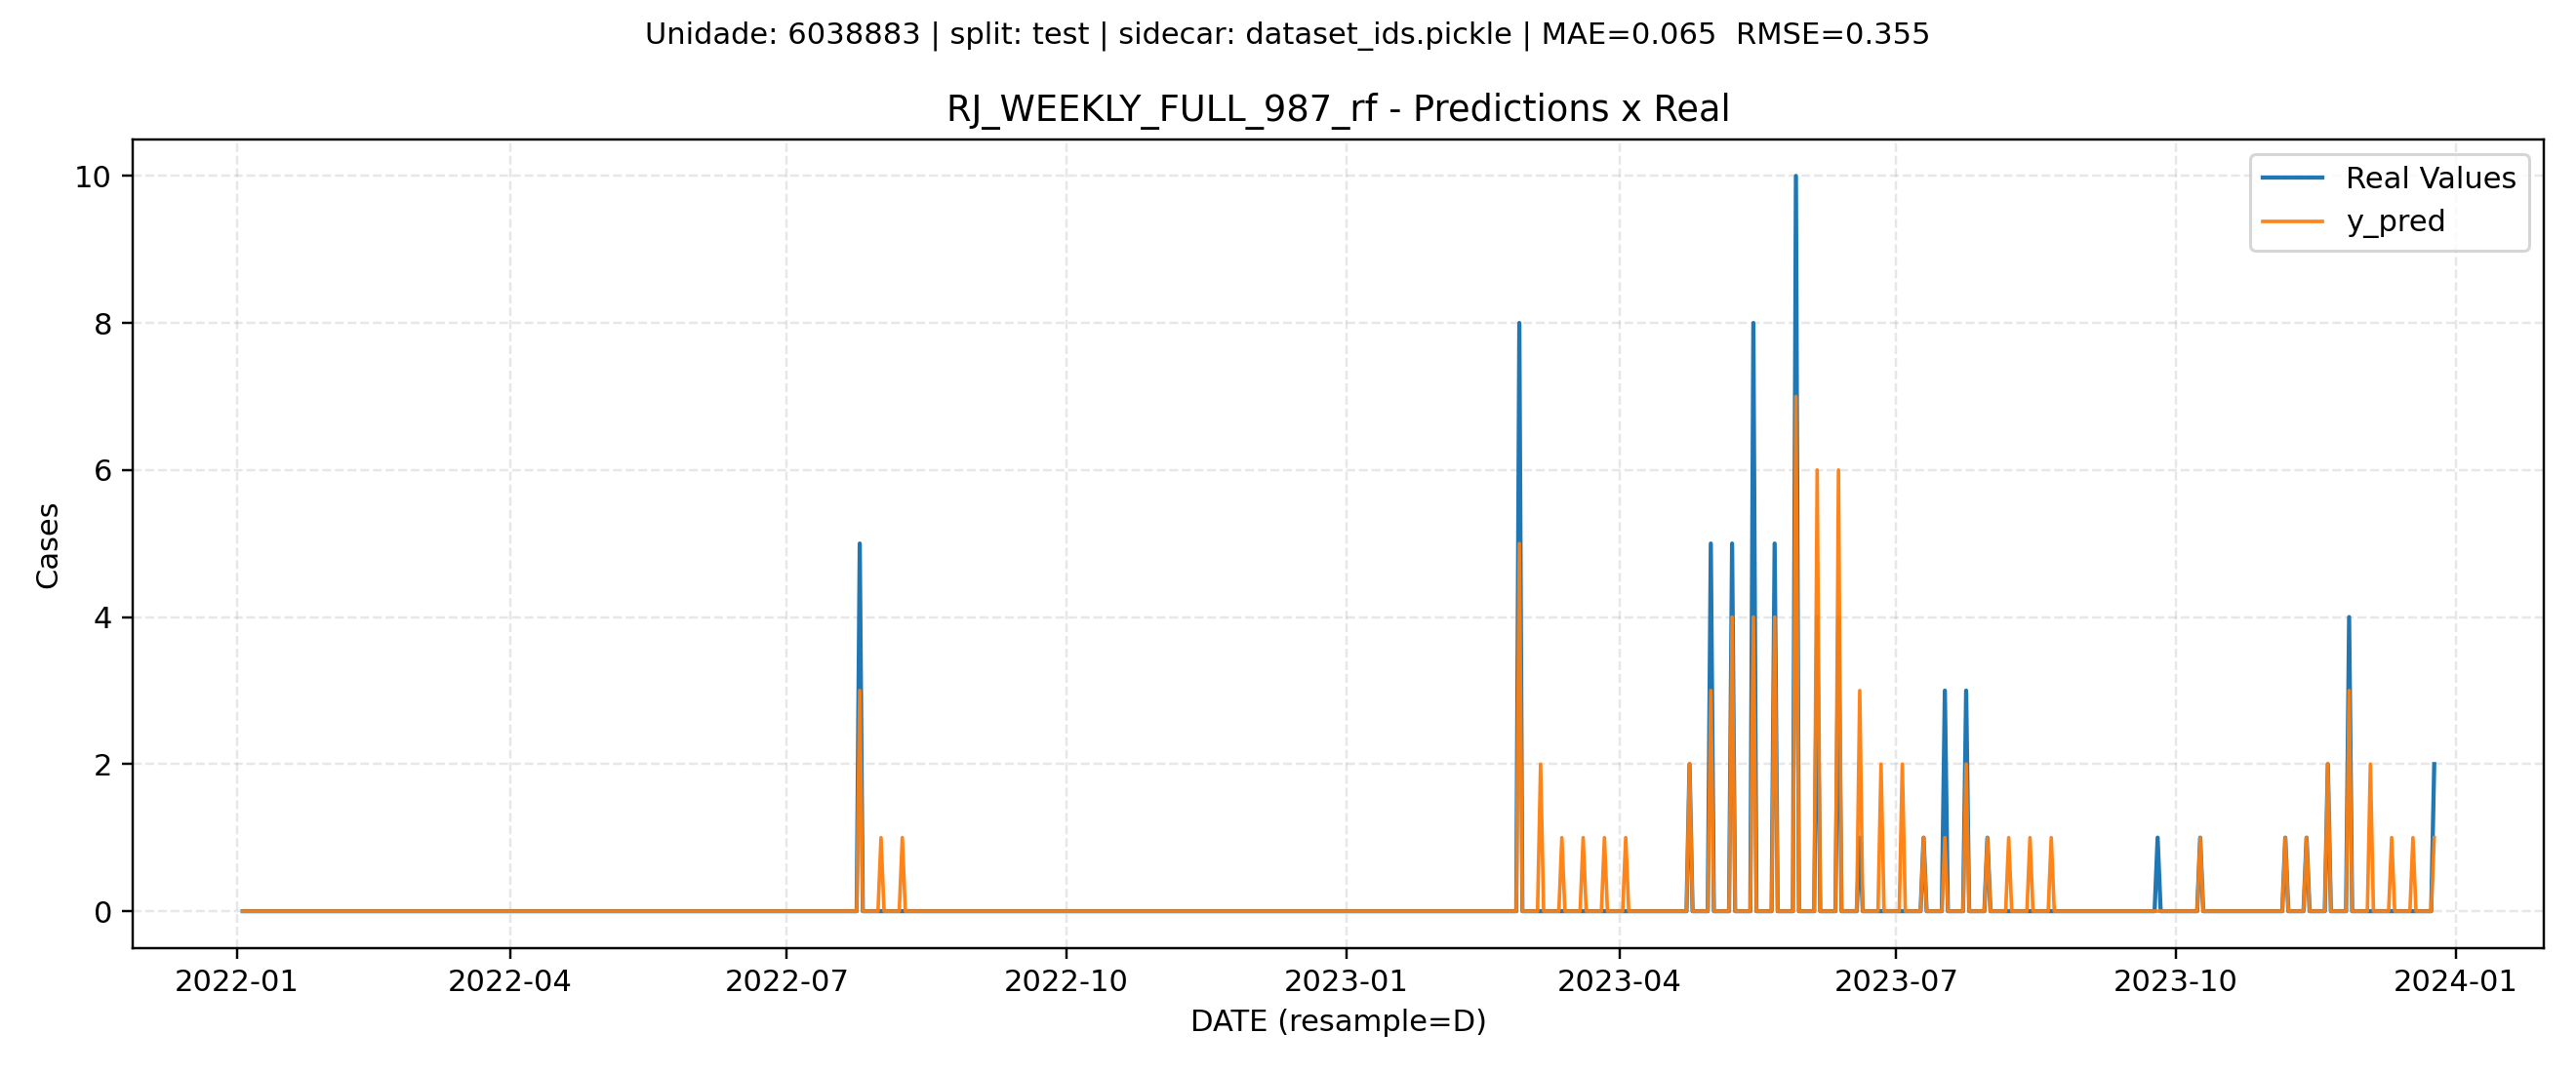 Unidade: 6038883 | split: test | sidecar: dataset_ids.pickle | MAE=0.065  RMSE=0.355
RJ_WEEKLY_FULL_987_rf - Predictions x Real
Real Values
y_pred
Cases
10
8
6
4
2
0
2022-01
2022-04
2022-07
2022-10
2023-01
2023-04
2023-07
2023-10
2024-01
DATE (resample=D)